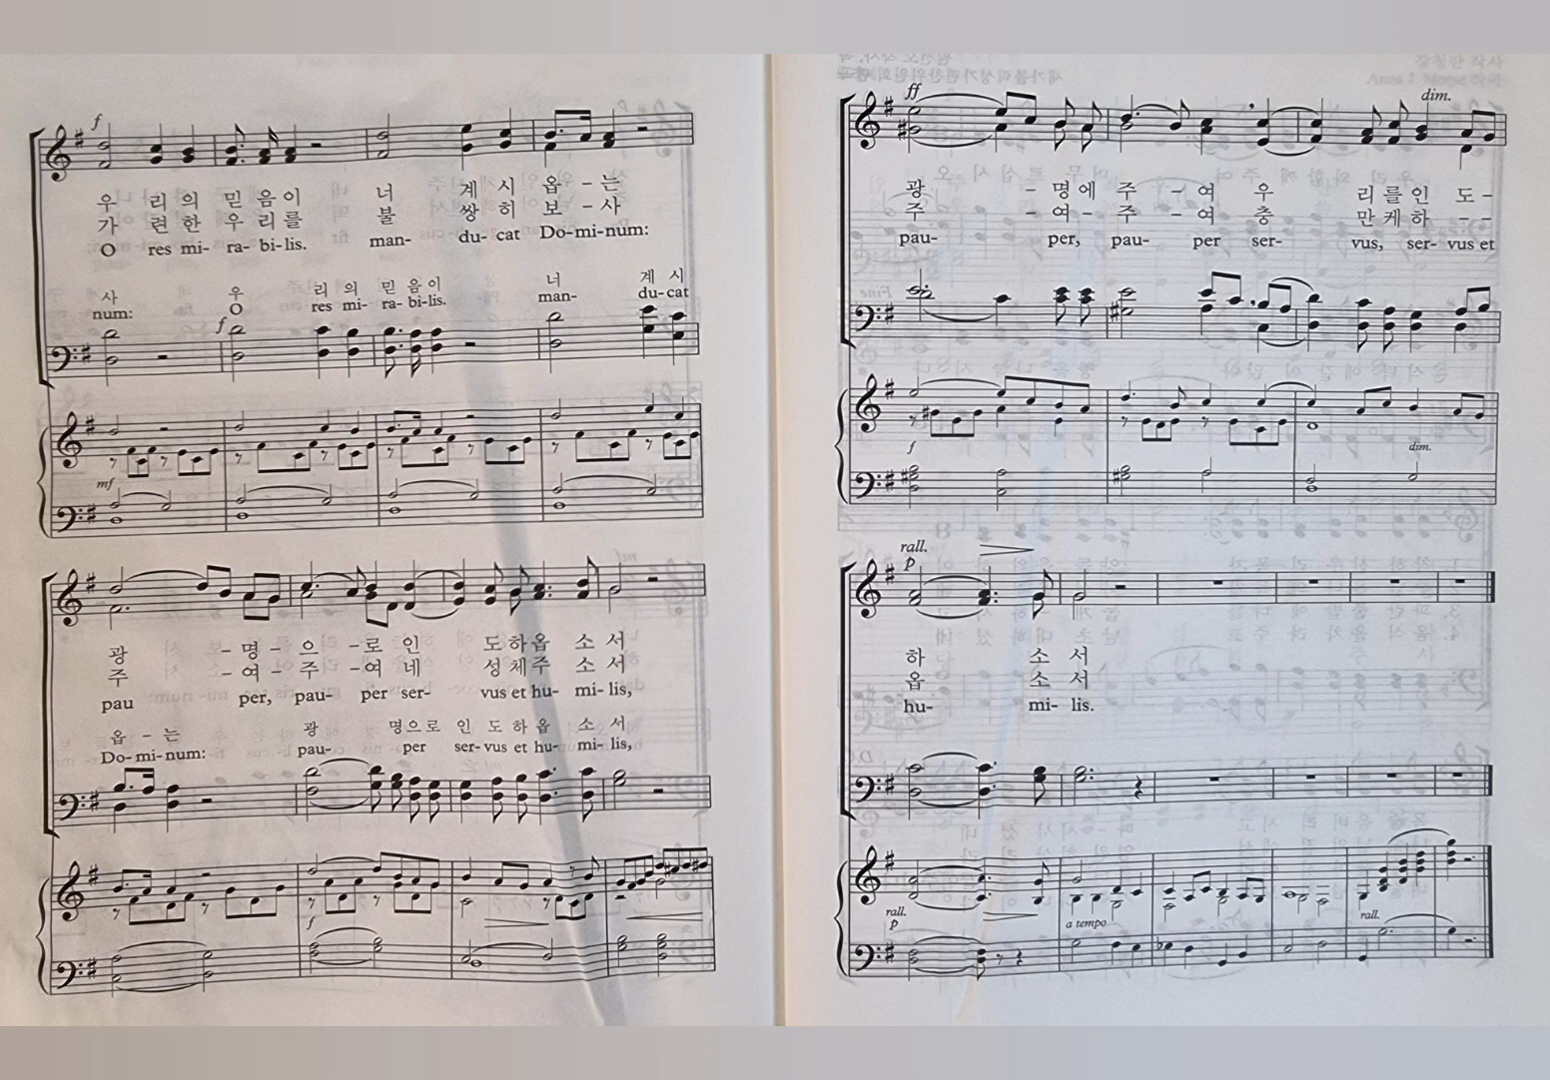 f
우 리 의 믿 음 이 너 계 시 옵 - 는
가 련 한 우 리 를 불 쌍 히 보 - 사
O res mi- ra- bi-lis. man- du- cat Do-mi-num:
사 우 리 의 믿 음 이 너 계 시
num: O res mi- ra- bi-lis. man- du-cat
f
mf
광 - 명 - 으 - 로 인 도 하 옵 소 서
주 - 여 - 주 - 여 네 성 체 주 소 서
pau per, pau- per ser- vus et hu- mi- lis,
옵 - 는 광 명으로 인 도 하 옵 소 서
Do-mi-num: pau- per ser-vus et hu- mi- lis,
f
ff dim.
광 - 명 에 주 - 여 우 리 를 인 도 -
주 - 여 - 주 - 여 충 만 케 하 - -
pau- per, pau- per ser- vus, ser- vus et
f dim.
rall.
p
하 소 서
옵 소 서
hu- mi- lis.
rall.
p
a tempo
rall.